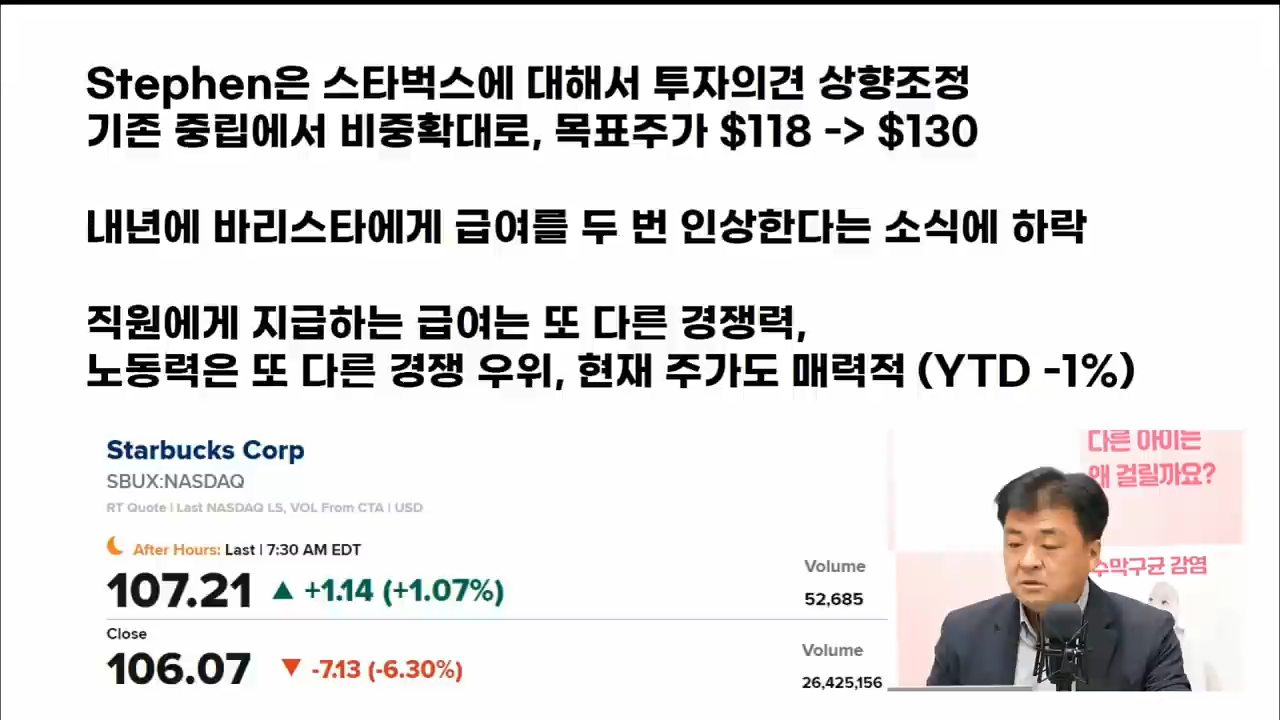 Stephen은 스타벅스에 대해서 투자의견 상향조정
기존 중립에서 비중확대로, 목표주가 $118 -> $130
내년에 바리스타에게 급여를 두 번 인상한다는 소식에 하락
직원에게 지급하는 급여는 또 다른 경쟁력,
노동력은 또 다른 경쟁 우위, 현재 주가도 매력적 (YTD -1%)
Starbucks Corp
SBUX:NASDAQ
RT Quote | Last NASDAQ LS, VOL From CTA | USD
After Hours: Last | 7:30 AM EDT
107.21 ▲ +1.14 (+1.07%)
Volume
52,685
Close
106.07 ▼ -7.13 (-6.30%)
Volume
26,425,156
다른 아이는
왜 걸릴까요?
수막구균 감염